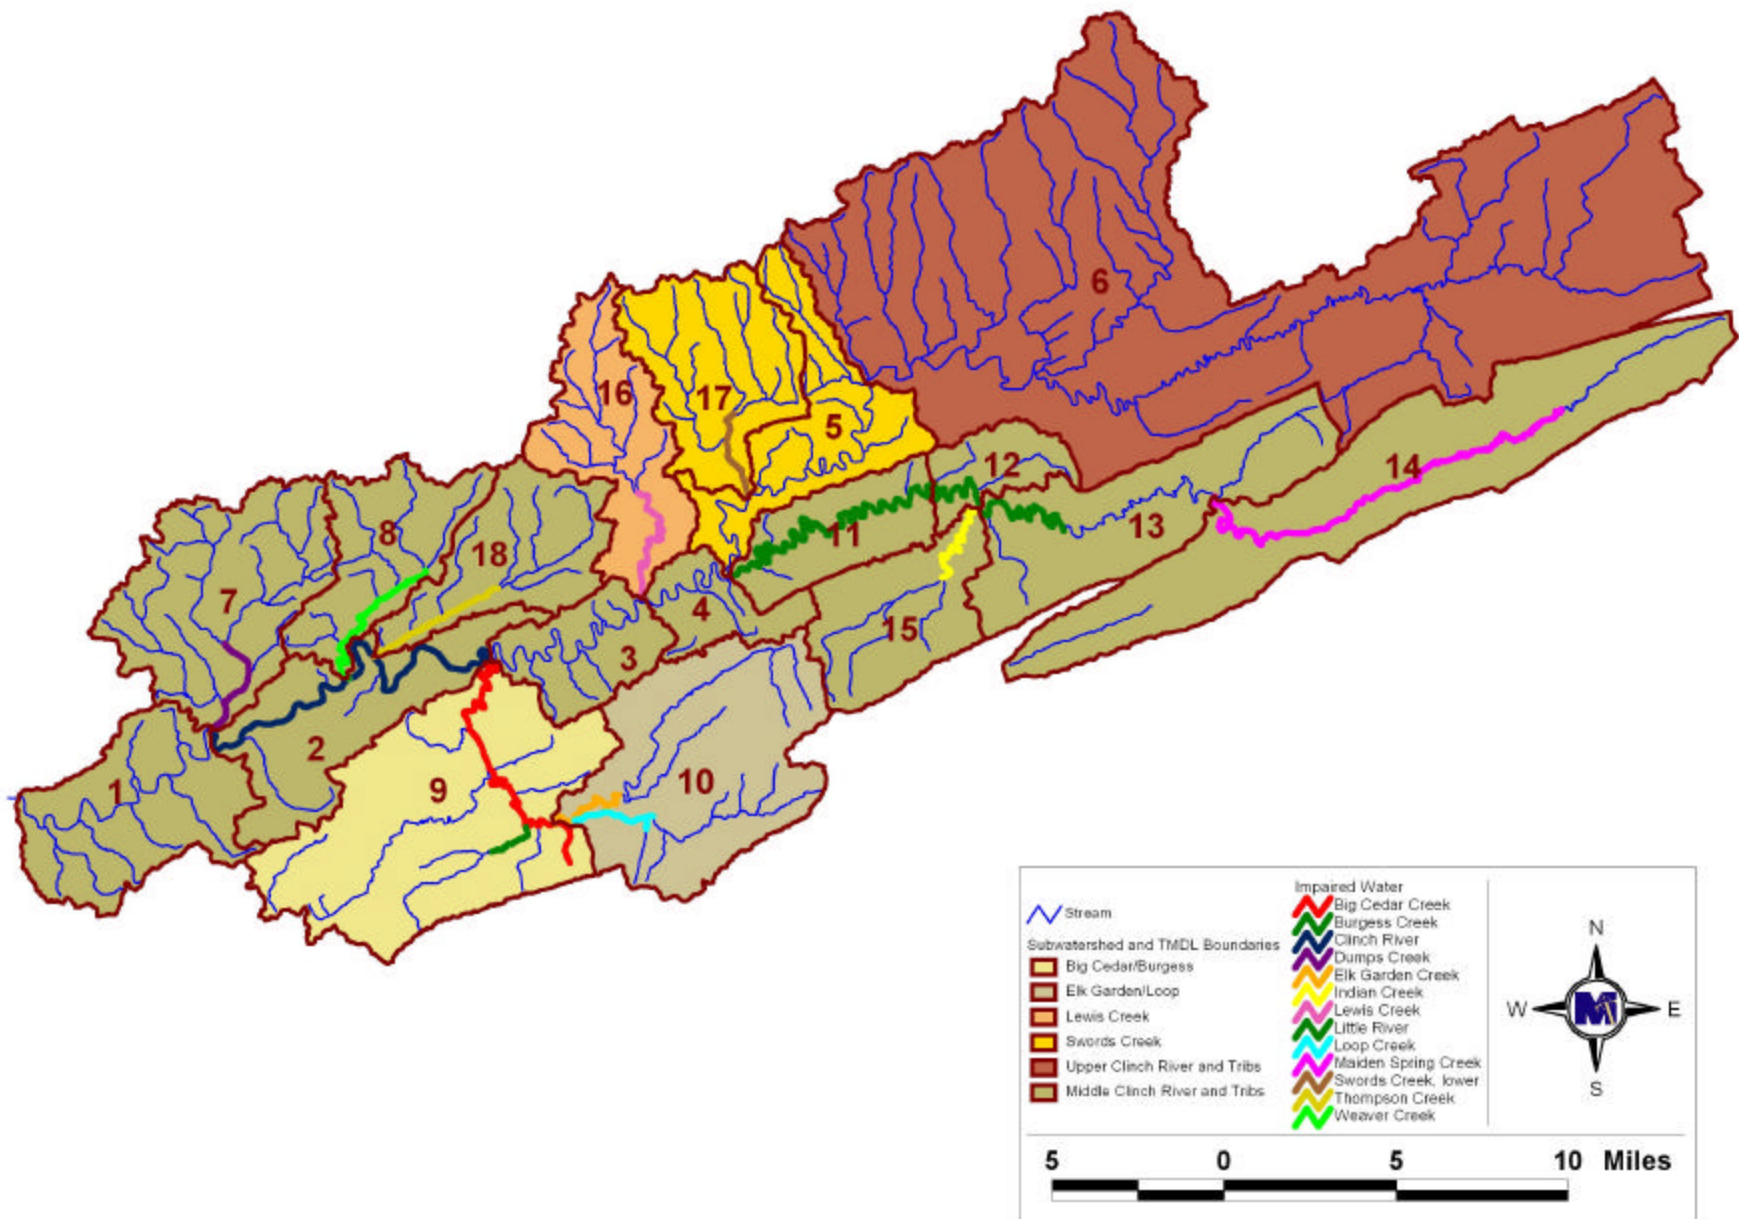 6
16
17
5
12
14
8
18
11
13
7
4
15
3
2
1
9
10
Stream
Subwatershed and TMDL Boundaries
Big Cedar/Burgess
Elk Garden/Loop
Lewis Creek
Swords Creek
Upper Clinch River and Tribs
Middle Clinch River and Tribs
Impaired Water
Big Cedar Creek
Burgess Creek
Clinch River
Dumps Creek
Elk Garden Creek
Indian Creek
Lewis Creek
Little River
Loop Creek
Maiden Spring Creek
Swords Creek, lower
Thompson Creek
Weaver Creek
N
W M E
S
5 0 5 10 Miles